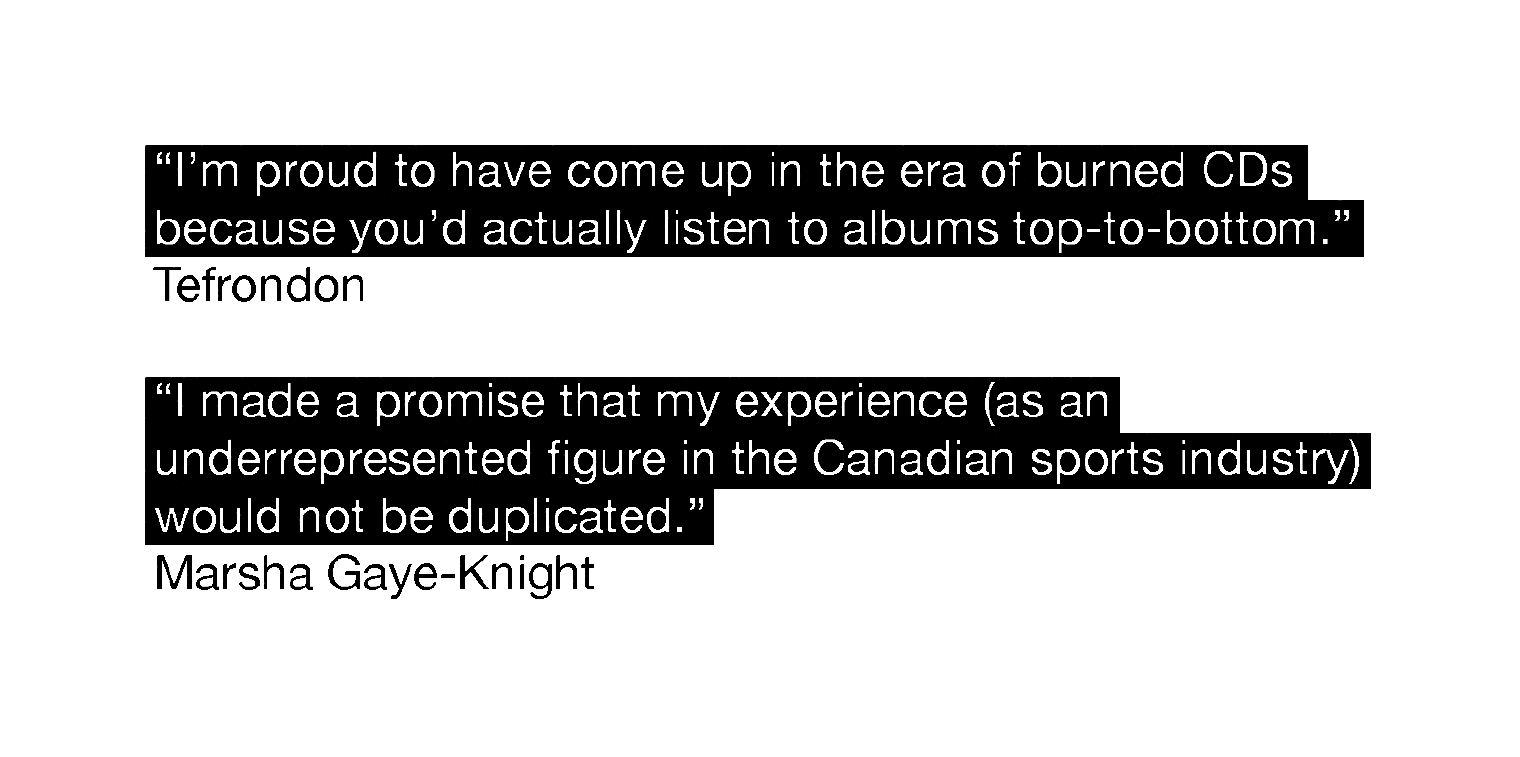 “I’m proud to have come up in the era of burned CDs
because you’d actually listen to albums top-to-bottom.”
Tefrondon
“I made a promise that my experience (as an
underrepresented figure in the Canadian sports industry)
would not be duplicated.”
Marsha Gaye-Knight